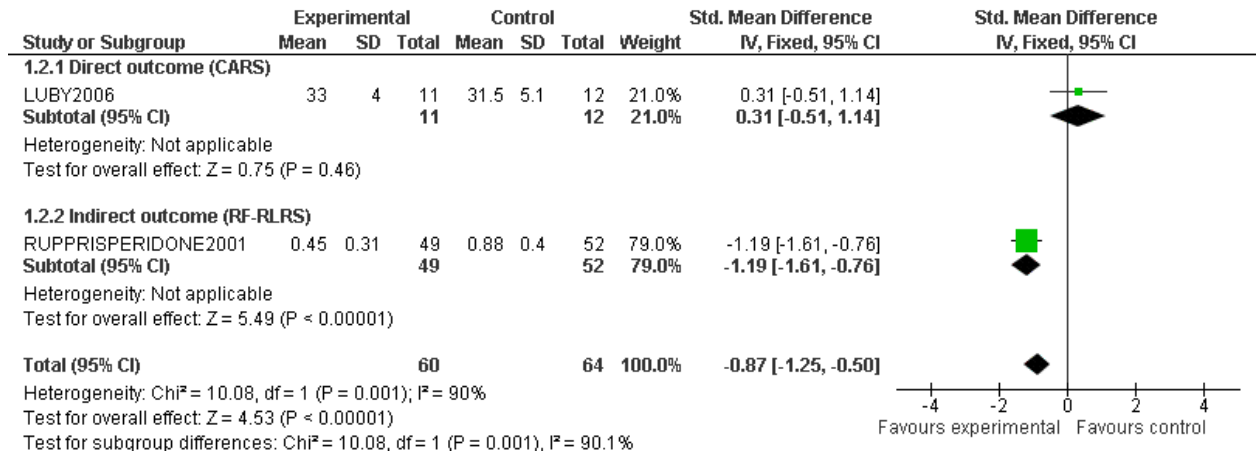 Experimental Control Std. Mean Difference Std. Mean Difference
Study or Subgroup Mean SD Total Mean SD Total Weight IV, Fixed, 95% CI IV, Fixed, 95% CI
1.2.1 Direct outcome (CARS)
LUBY2006 33 4 11 31.5 5.1 12 21.0% 0.31 [-0.51, 1.14]
Subtotal (95% CI) 11 12 21.0% 0.31 [-0.51, 1.14]
Heterogeneity: Not applicable
Test for overall effect: Z = 0.75 (P = 0.46)
1.2.2 Indirect outcome (RF-RLRS)
RUPPRISPERIDONE2001 0.45 0.31 49 0.88 0.4 52 79.0% -1.19 [-1.61, -0.76]
Subtotal (95% CI) 49 52 79.0% -1.19 [-1.61, -0.76]
Heterogeneity: Not applicable
Test for overall effect: Z = 5.49 (P < 0.00001)
Total (95% CI) 60 64 100.0% -0.87 [-1.25, -0.50]
Heterogeneity: Chi² = 10.08, df = 1 (P = 0.001); I² = 90%
Test for overall effect: Z = 4.53 (P < 0.00001)
Test for subgroup differences: Chi² = 10.08, df = 1 (P = 0.001), I² = 90.1%
-4 -2 0 2 4
Favours experimental Favours control